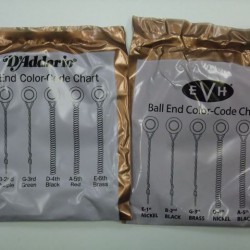 D'Addario
End Color-Code Chart
G-3rd
Green
D-4th
Black
A-5th
Red
E-6th
Brass
EVH
Ball End Color-Code Chart
E-1st
NICKEL
B-2nd
BLACK
G-3rd
BRASS
D-4th
NICKEL
BLACK